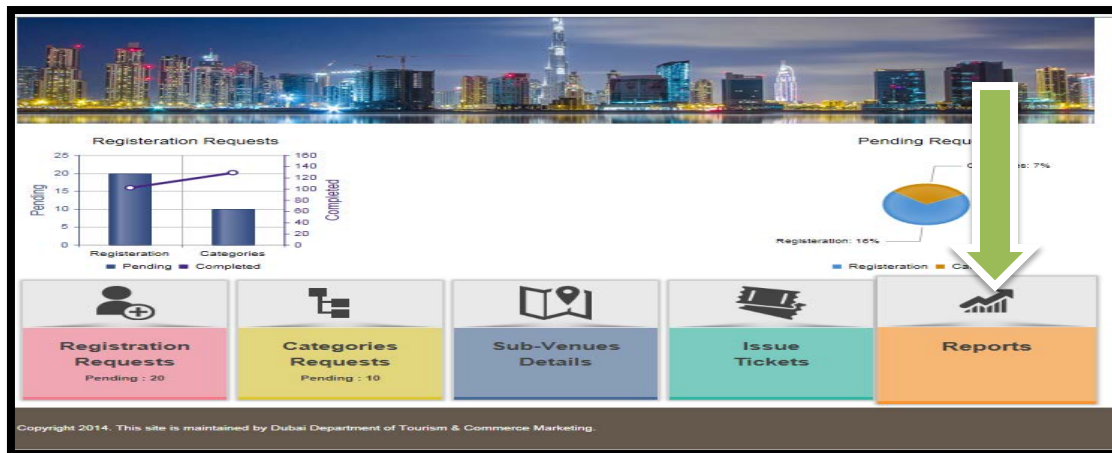 Registeration Requests
25
20
15
10
5
0
Pending
160
140
120
100
80
60
40
20
0
Completed
Registeration
Categories
Pending
Completed
Pending
7%
Registeration: 16%
Registeration
Registration
Requests
Pending : 20
Categories
Requests
Pending : 10
Sub-Venues
Details
Issue
Tickets
Reports
Copyright 2014. This site is maintained by Dubai Department of Tourism & Commerce Marketing.